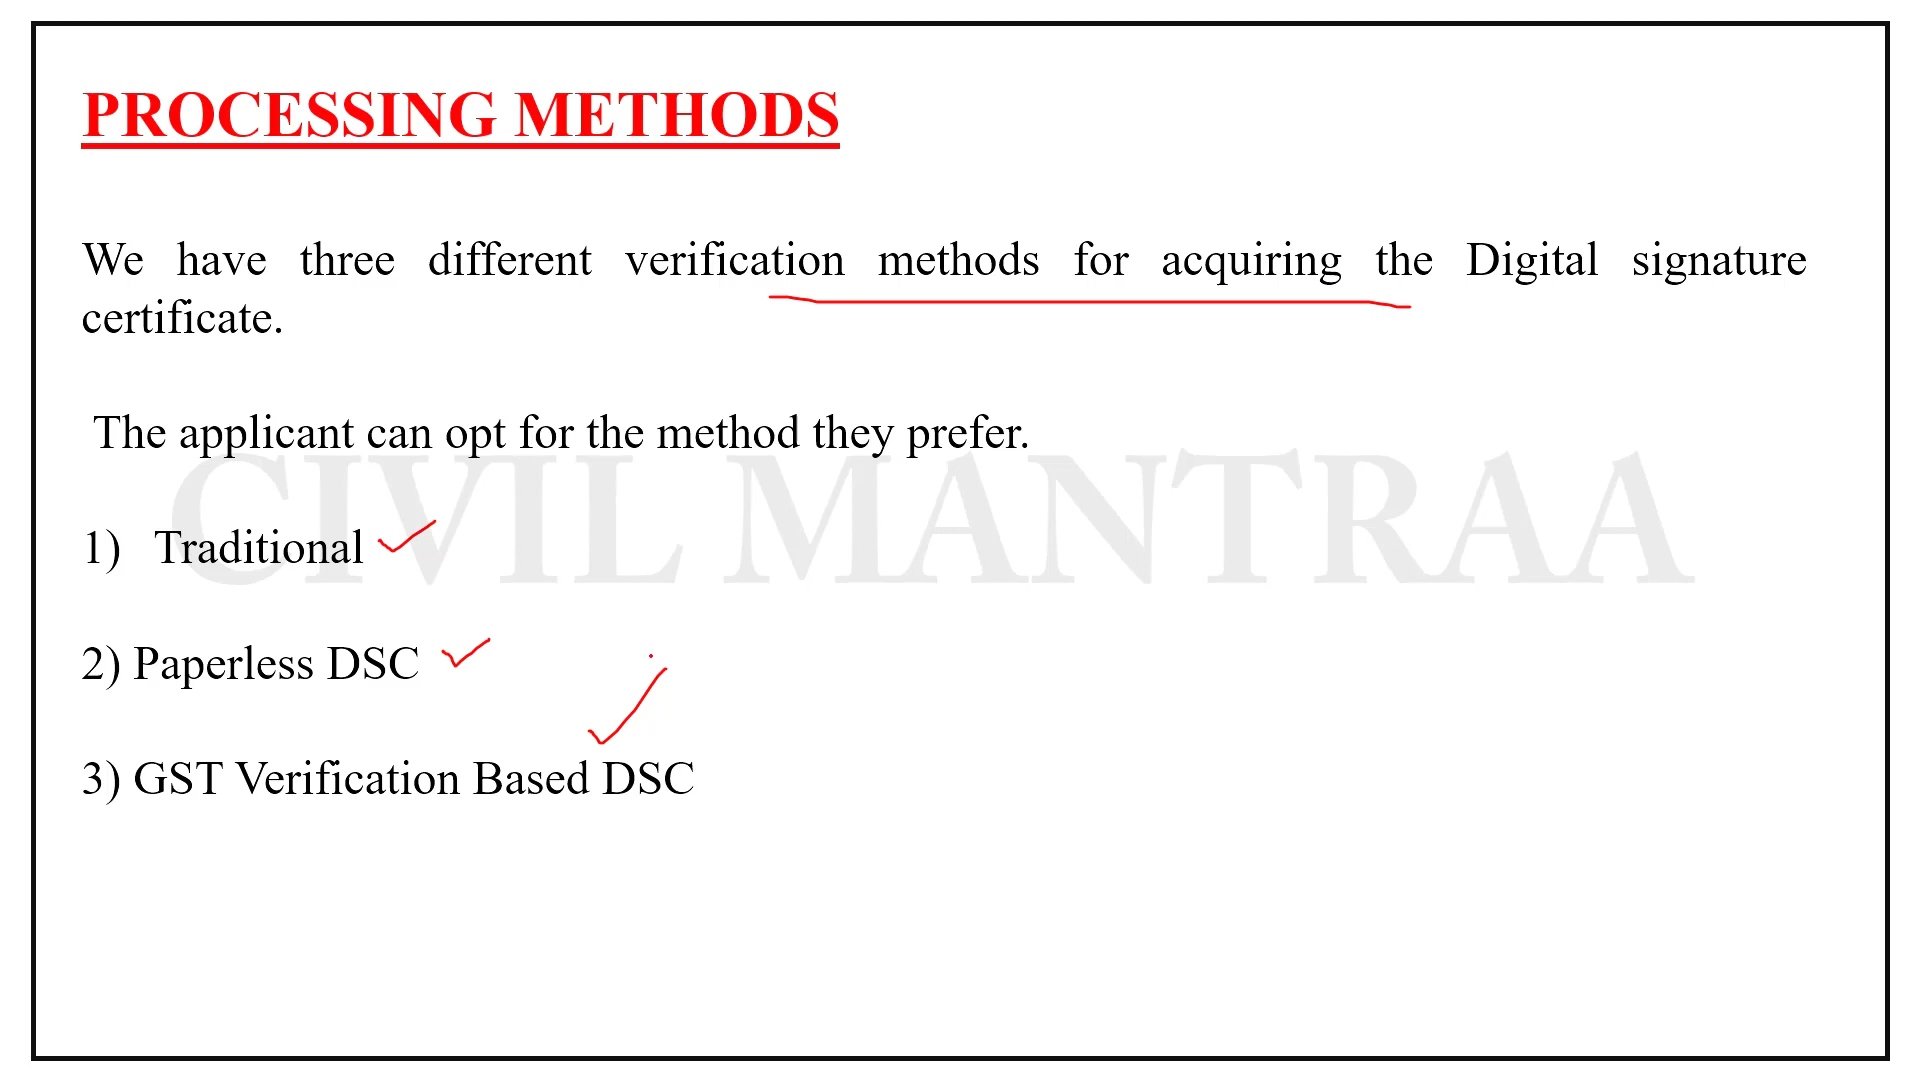 PROCESSING METHODS
We have three different verification methods for acquiring the Digital signature
certificate.
The applicant can opt for the method they prefer.
CIVIL MANTRAA
1) Traditional
2) Paperless DSC
3) GST Verification Based DSC